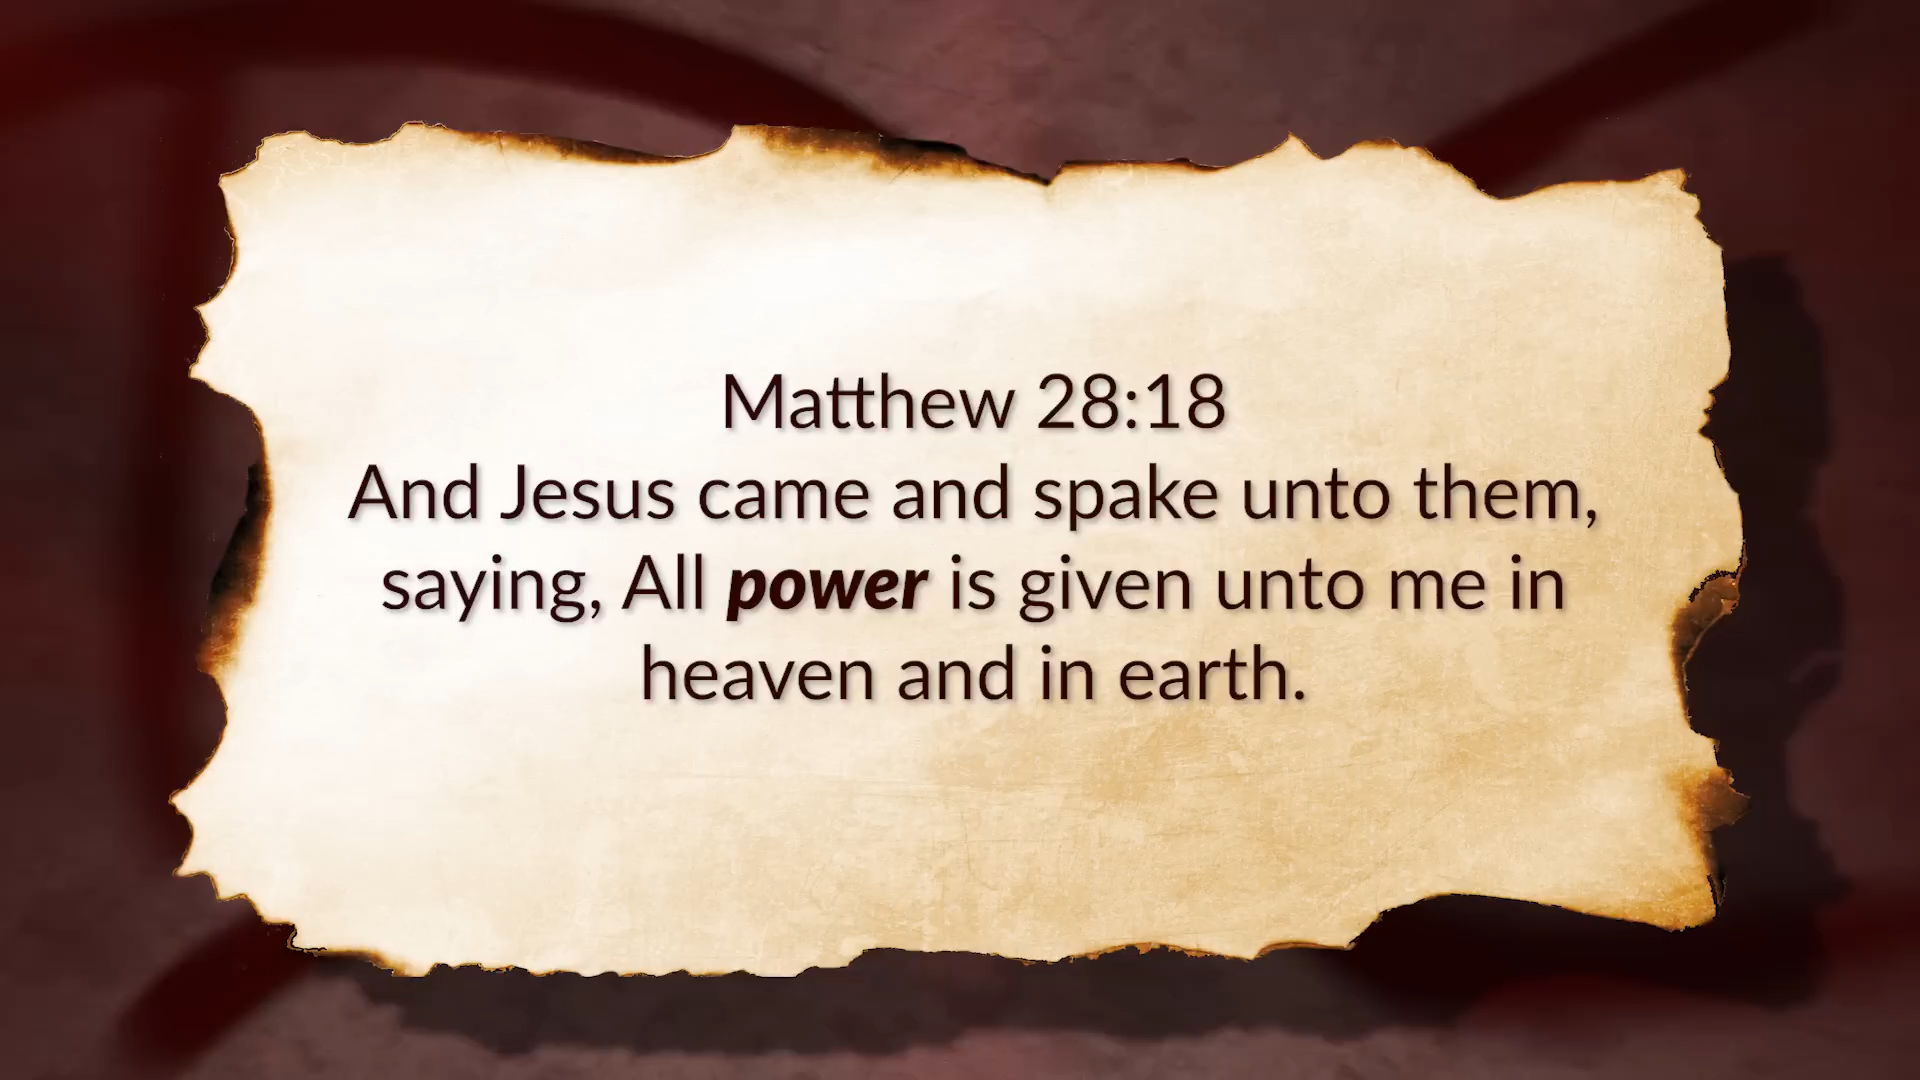 Matthew 28:18
And Jesus came and spake unto them,
saying, All power is given unto me in
heaven and in earth.